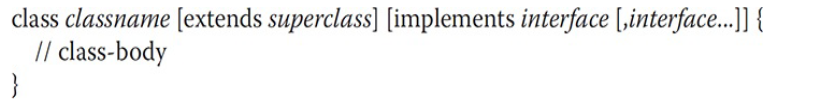 class classname [extends superclass] [implements interface [,interface...]] {
// class-body
}